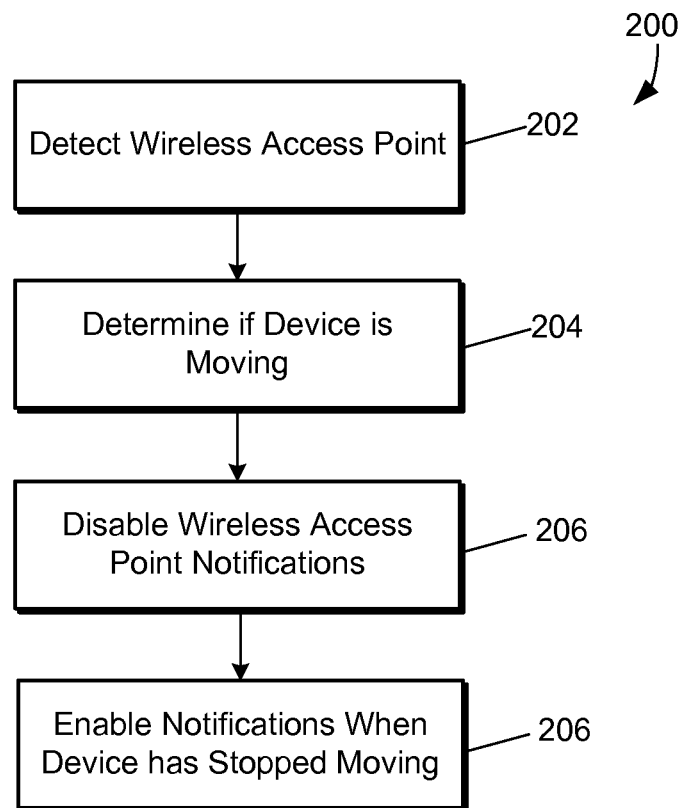 200
Detect Wireless Access Point
202
Determine if Device is
Moving
204
Disable Wireless Access
Point Notifications
206
Enable Notifications When
Device has Stopped Moving
206